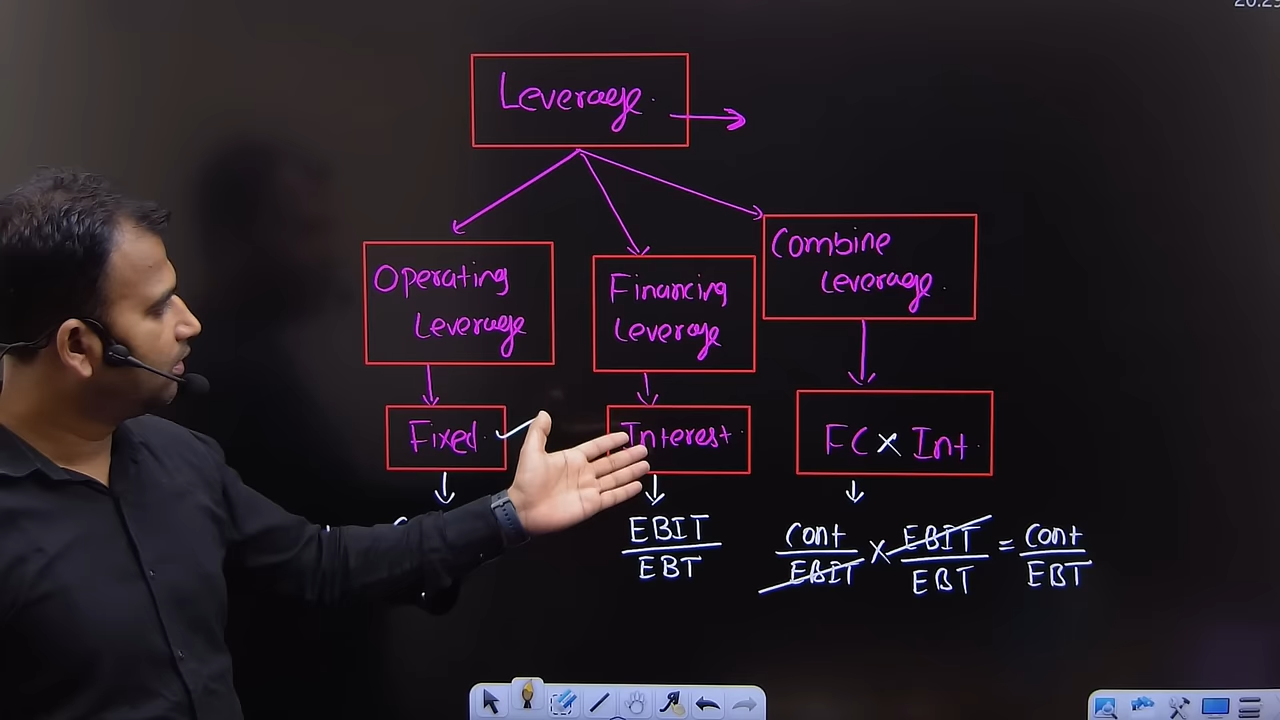 Leverage.
Operating
Leverage
Financing
Leverage
Combine
Leverage.
Fixed.
Interest.
FC x Int.
EBIT
EBT
Cont
EBIT
x
EBIT
EBT
=
Cont
EBT